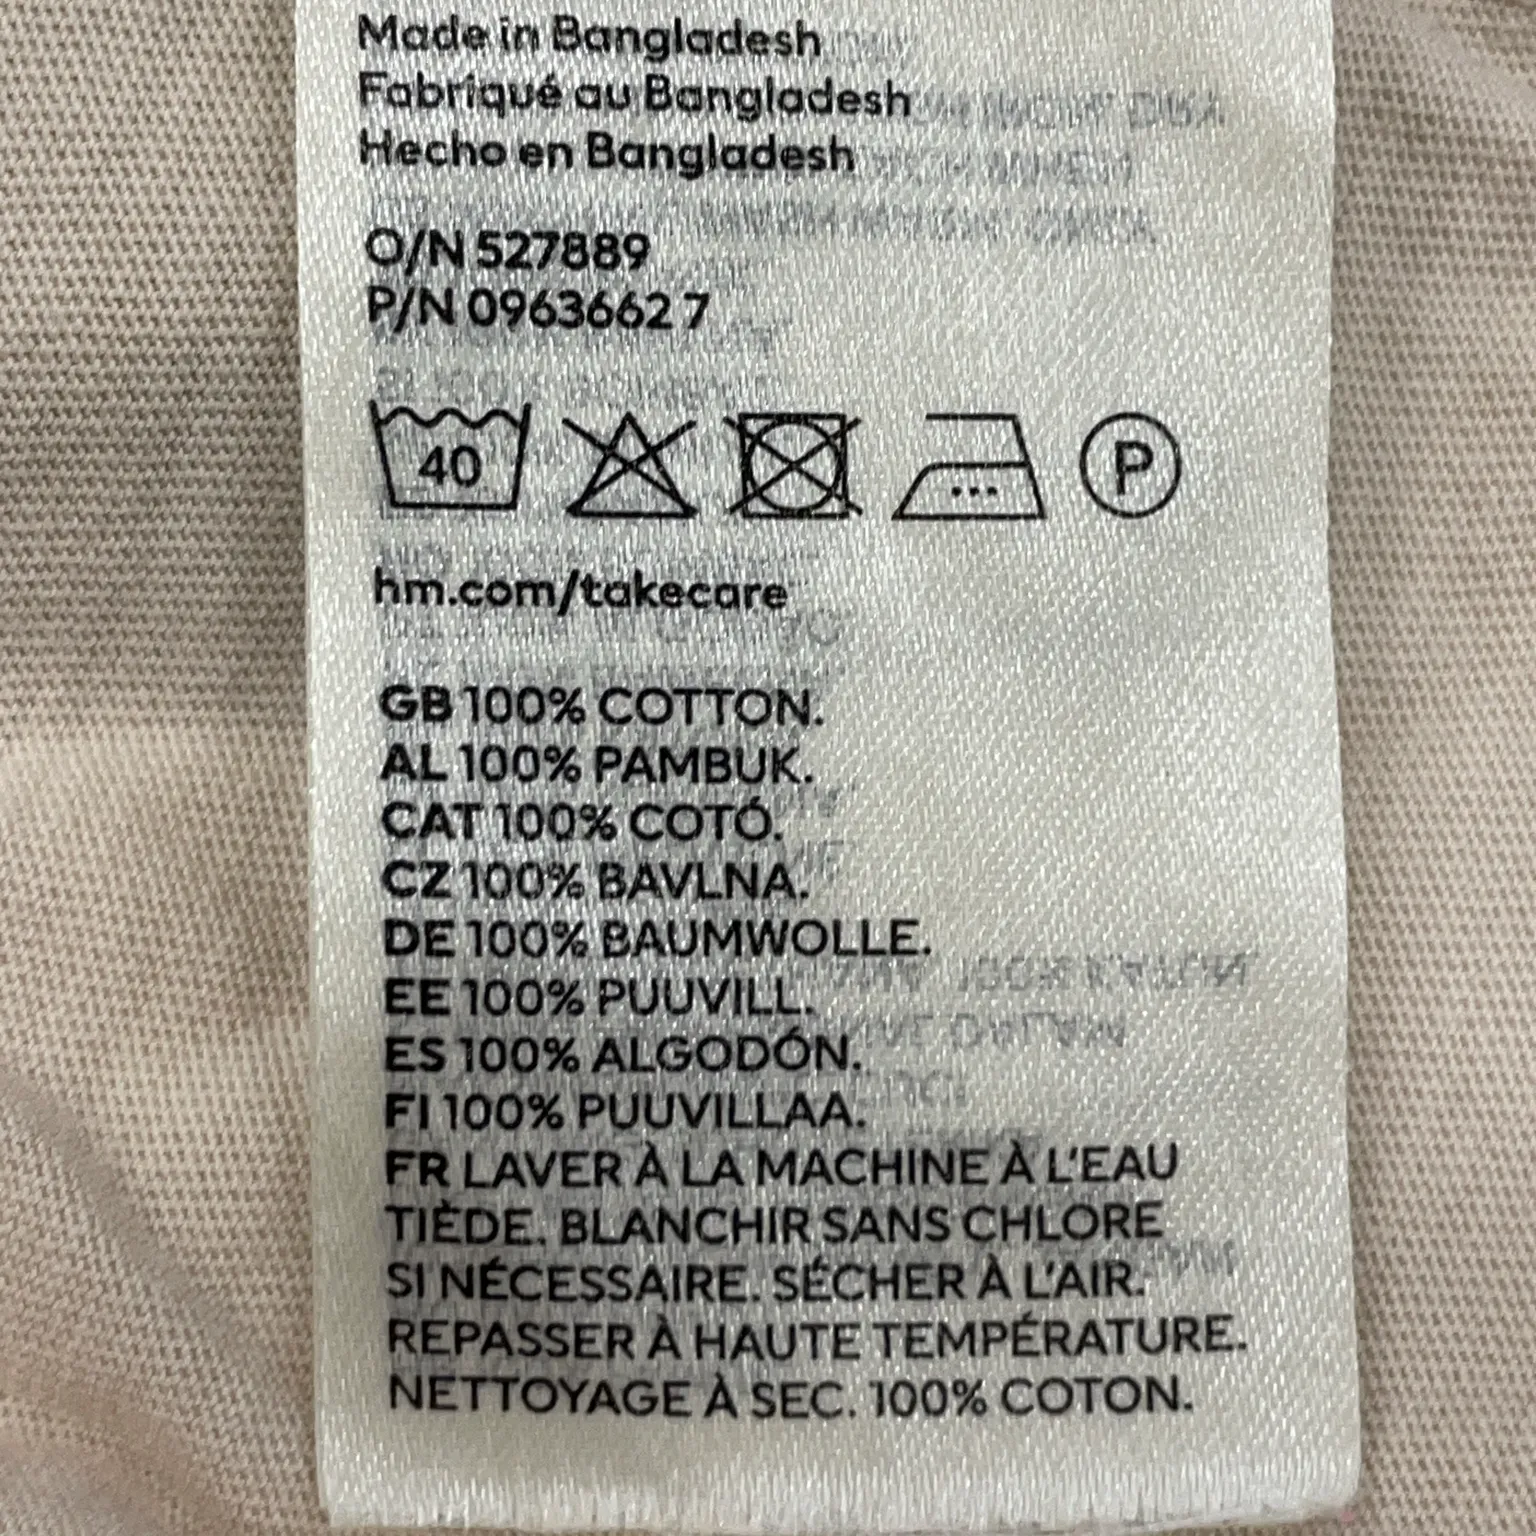 Made in Bangladesh
Fabriqué au Bangladesh
Hecho en Bangladesh
O/N 527889
P/N 09636627
40
P
hm.com/takecare
GB 100% COTTON.
AL 100% PAMBUK.
CAT 100% COTÓ.
CZ 100% BAVLNA.
DE 100% BAUMWOLLE.
EE 100% PUUVILL.
ES 100% ALGODÓN.
FI 100% PUUVILLAA.
FR LAVER À LA MACHINE À L'EAU
TIÈDE. BLANCHIR SANS CHLORE
SI NÉCESSAIRE. SÉCHER À L'AIR.
REPASSER À HAUTE TEMPÉRATURE.
NETTOYAGE À SEC. 100% COTON.